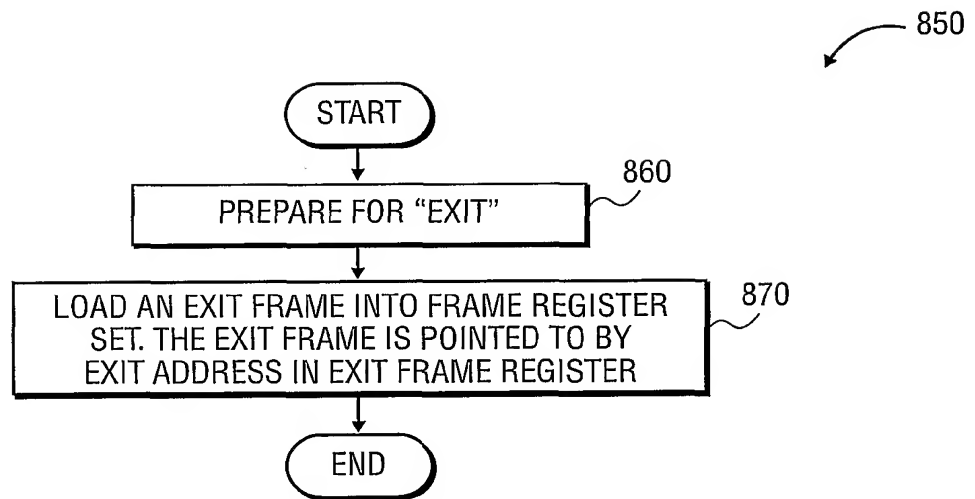 850
START
860
PREPARE FOR “EXIT”
LOAD AN EXIT FRAME INTO FRAME REGISTER
870
SET. THE EXIT FRAME IS POINTED TO BY
EXIT ADDRESS IN EXIT FRAME REGISTER
END